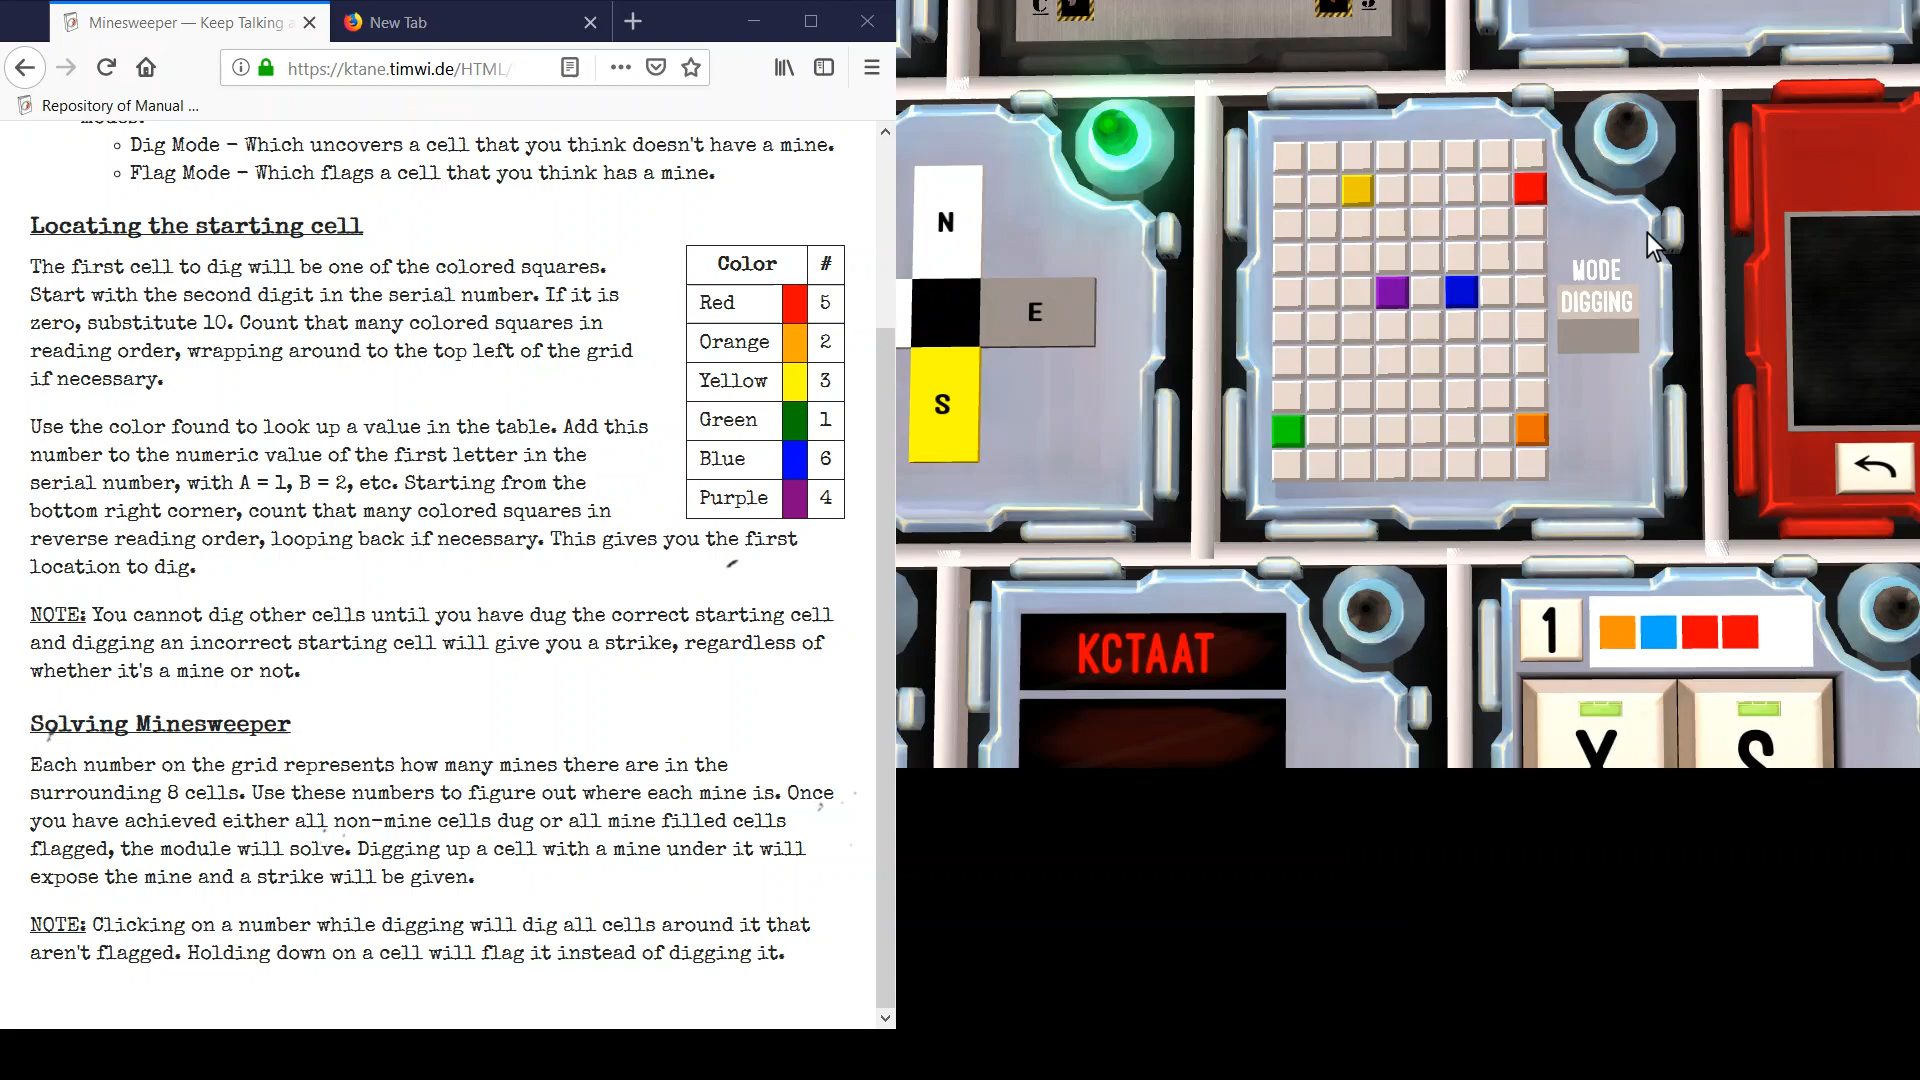 Minesweeper — Keep Talking
New Tab
https://ktane.timwi.de/HTML/
Repository of Manual ...
modes:
Dig Mode – Which uncovers a cell that you think doesn't have a mine.
Flag Mode – Which flags a cell that you think has a mine.
Locating the starting cell
The first cell to dig will be one of the colored squares.
Start with the second digit in the serial number. If it is
zero, substitute 10. Count that many colored squares in
reading order, wrapping around to the top left of the grid
if necessary.
Color #
Red 5
Orange 2
Yellow 3
Green 1
Blue 6
Purple 4
Use the color found to look up a value in the table. Add this
number to the numeric value of the first letter in the
serial number, with A = 1, B = 2, etc. Starting from the
bottom right corner, count that many colored squares in
reverse reading order, looping back if necessary. This gives you the first
location to dig.
NOTE: You cannot dig other cells until you have dug the correct starting cell
and digging an incorrect starting cell will give you a strike, regardless of
whether it's a mine or not.
Solving Minesweeper
Each number on the grid represents how many mines there are in the
surrounding 8 cells. Use these numbers to figure out where each mine is. Once
you have achieved either all non-mine cells dug or all mine filled cells
flagged, the module will solve. Digging up a cell with a mine under it will
expose the mine and a strike will be given.
NOTE: Clicking on a number while digging will dig all cells around it that
aren't flagged. Holding down on a cell will flag it instead of digging it.
N
E
S
MODE
DIGGING
KCTAAT
1